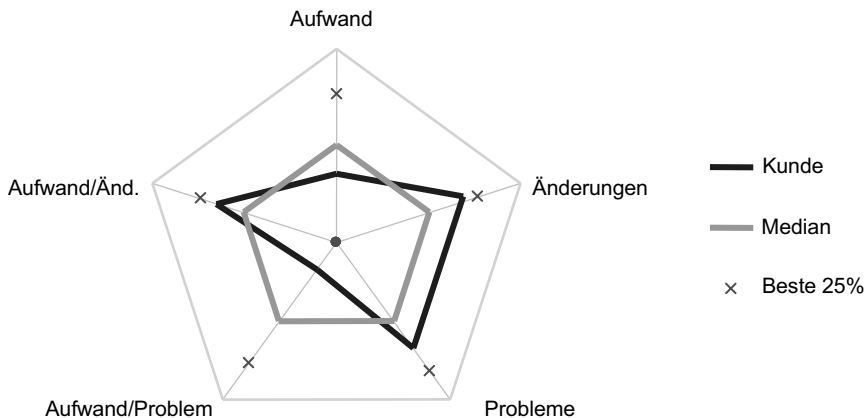 Aufwand
Aufwand/Änd.
Änderungen
Aufwand/Problem
Probleme
Kunde
Median
Beste 25%